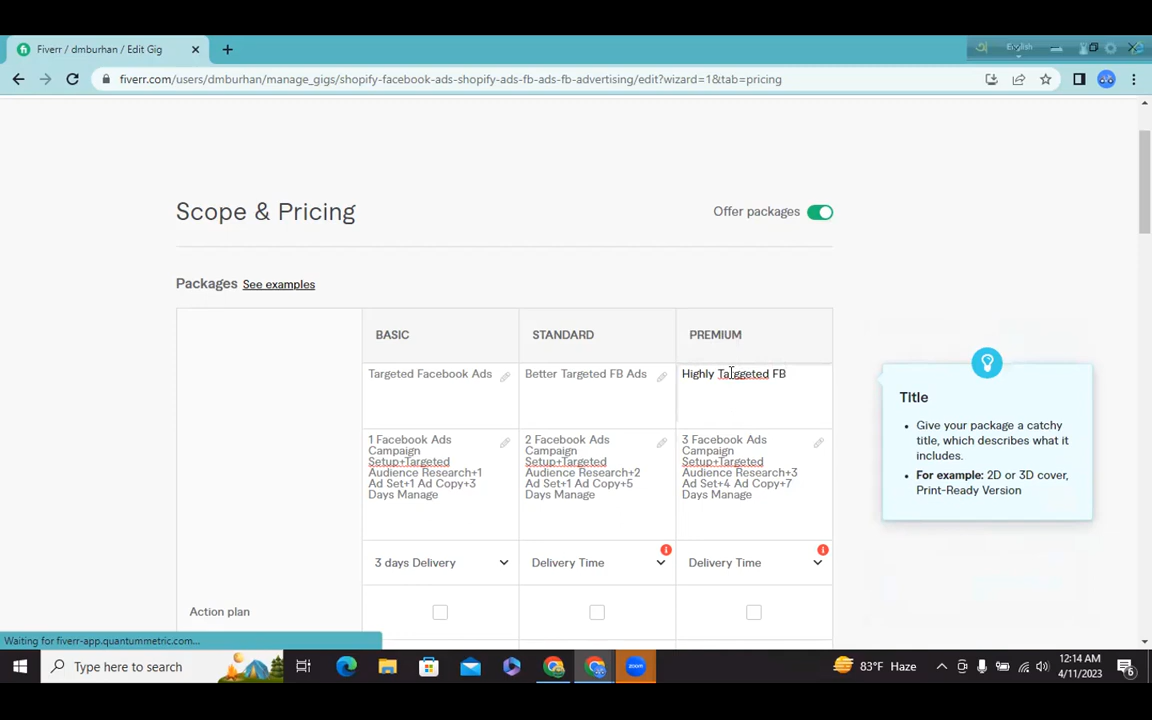 Fiverr / dmburhan / Edit Gig
English
fiverr.com/users/dmburhan/manage_gigs/shopify-facebook-ads-shopify-ads-fb-ads-fb-advertising/edit?wizard=1&tab=pricing
Scope & Pricing
Offer packages
Packages See examples
BASIC STANDARD PREMIUM
Targeted Facebook Ads Better Targeted FB Ads Highly Targgeted FB
1 Facebook Ads
Campaign
Setup+Targeted
Audience Research+1
Ad Set+1 Ad Copy+3
Days Manage
2 Facebook Ads
Campaign
Setup+Targeted
Audience Research+2
Ad Set+1 Ad Copy+5
Days Manage
3 Facebook Ads
Campaign
Setup+Targeted
Audience Research+3
Ad Set+4 Ad Copy+7
Days Manage
3 days Delivery Delivery Time Delivery Time
Action plan
Title
Give your package a catchy
title, which describes what it
includes.
For example: 2D or 3D cover,
Print-Ready Version
Waiting for fiverr-app.quantummetric.com...
Type here to search
83°F Haze
12:14 AM
4/11/2023
6